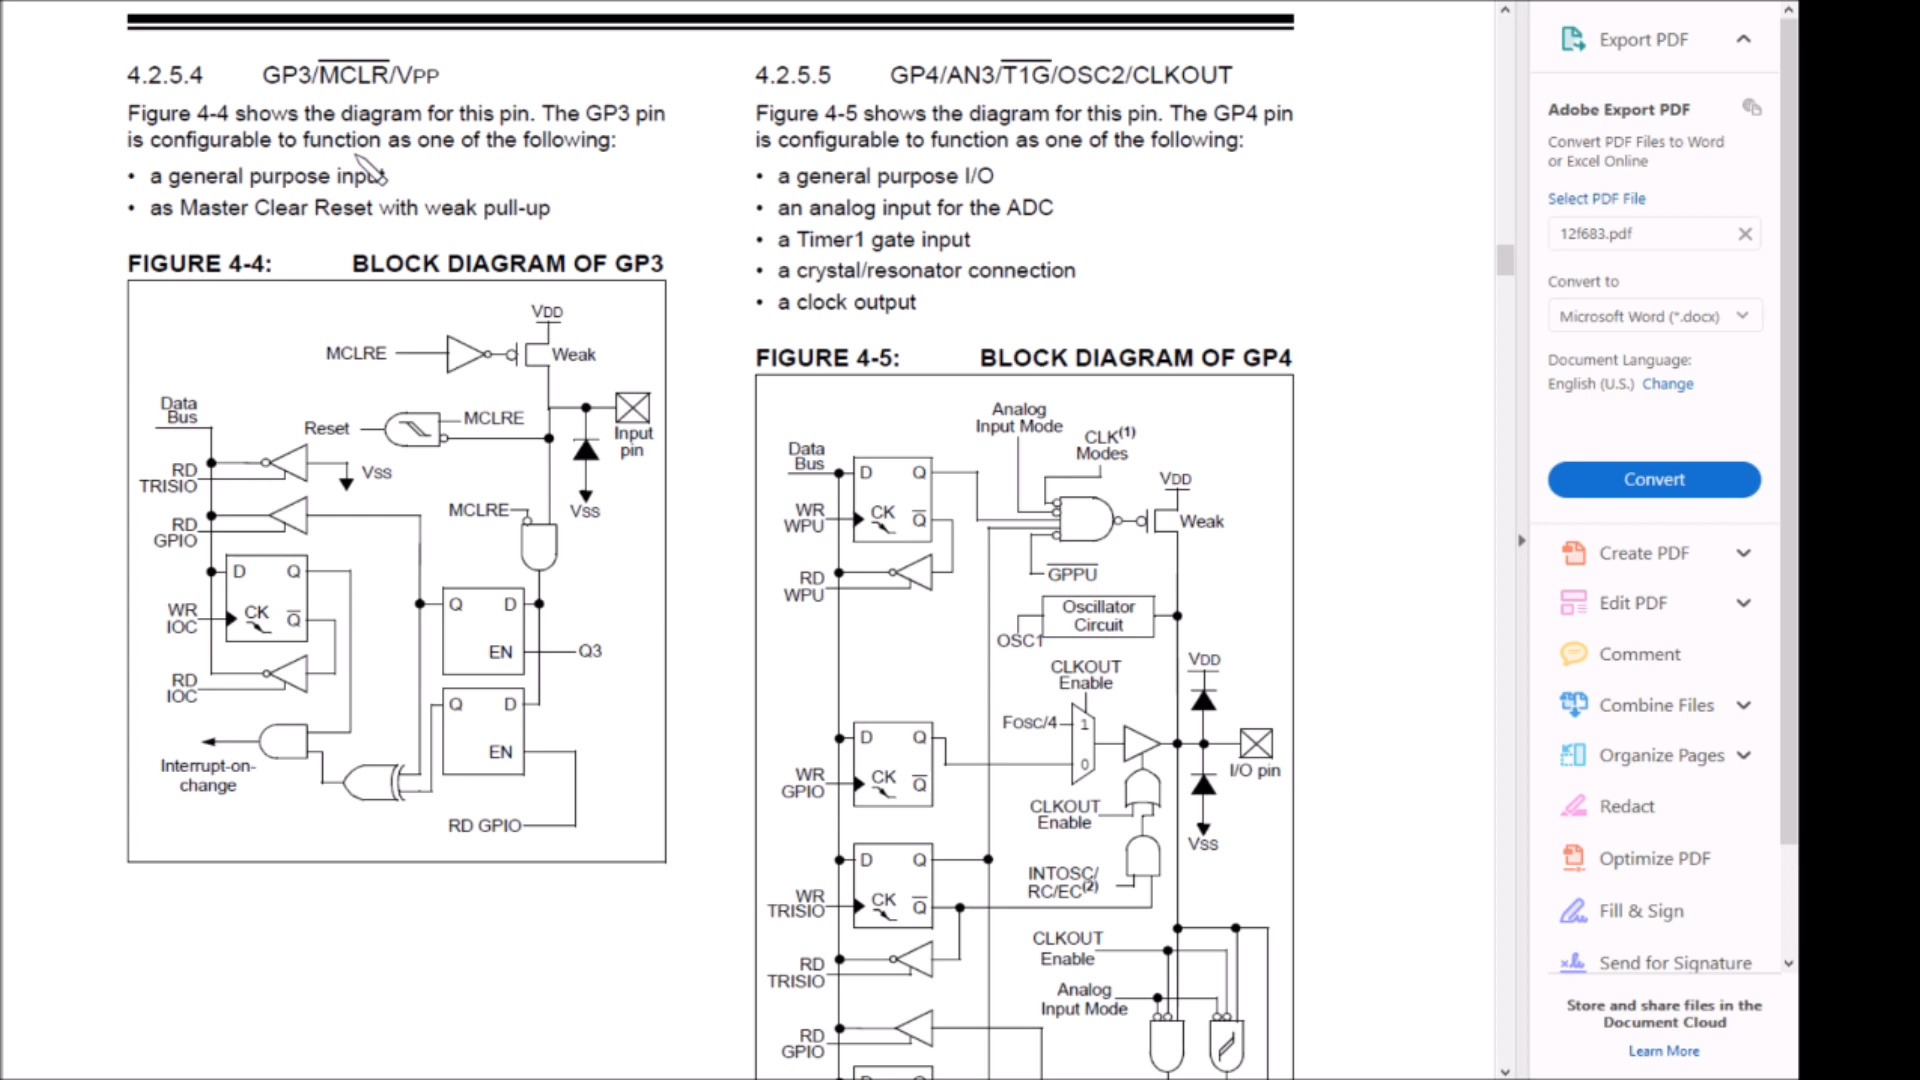 4.2.5.4 GP3/MCLR/VPP
Figure 4-4 shows the diagram for this pin. The GP3 pin
is configurable to function as one of the following:
• a general purpose input
• as Master Clear Reset with weak pull-up
FIGURE 4-4: BLOCK DIAGRAM OF GP3
VDD
MCLRE
Weak
Data
Bus
Reset
MCLRE
Input
pin
RD
TRISIO
VSS
VSS
RD
GPIO
MCLRE
D Q
WR
IOC
CK Q
Q D
EN
Q3
RD
IOC
Q D
EN
Interrupt-on-
change
RD GPIO
4.2.5.5 GP4/AN3/T1G/OSC2/CLKOUT
Figure 4-5 shows the diagram for this pin. The GP4 pin
is configurable to function as one of the following:
• a general purpose I/O
• an analog input for the ADC
• a Timer1 gate input
• a crystal/resonator connection
• a clock output
FIGURE 4-5: BLOCK DIAGRAM OF GP4
Analog
Input Mode
CLK(1)
Modes
Data
Bus
D Q
VDD
WR
WPU
CK Q
Weak
RD
WPU
GPPU
Oscillator
Circuit
OSC1
CLKOUT
Enable
VDD
Fosc/4
1
0
D Q
WR
GPIO
CK Q
I/O pin
CLKOUT
Enable
VSS
D Q
INTOSC/
RC/EC(2)
WR
TRISIO
CK Q
CLKOUT
Enable
RD
TRISIO
Analog
Input Mode
RD
GPIO
Export PDF
Adobe Export PDF
Convert PDF Files to Word
or Excel Online
Select PDF File
12f683.pdf
Convert to
Microsoft Word (*.docx)
Document Language:
English (U.S.) Change
Convert
Create PDF
Edit PDF
Comment
Combine Files
Organize Pages
Redact
Optimize PDF
Fill & Sign
Send for Signature
Store and share files in the
Document Cloud
Learn More